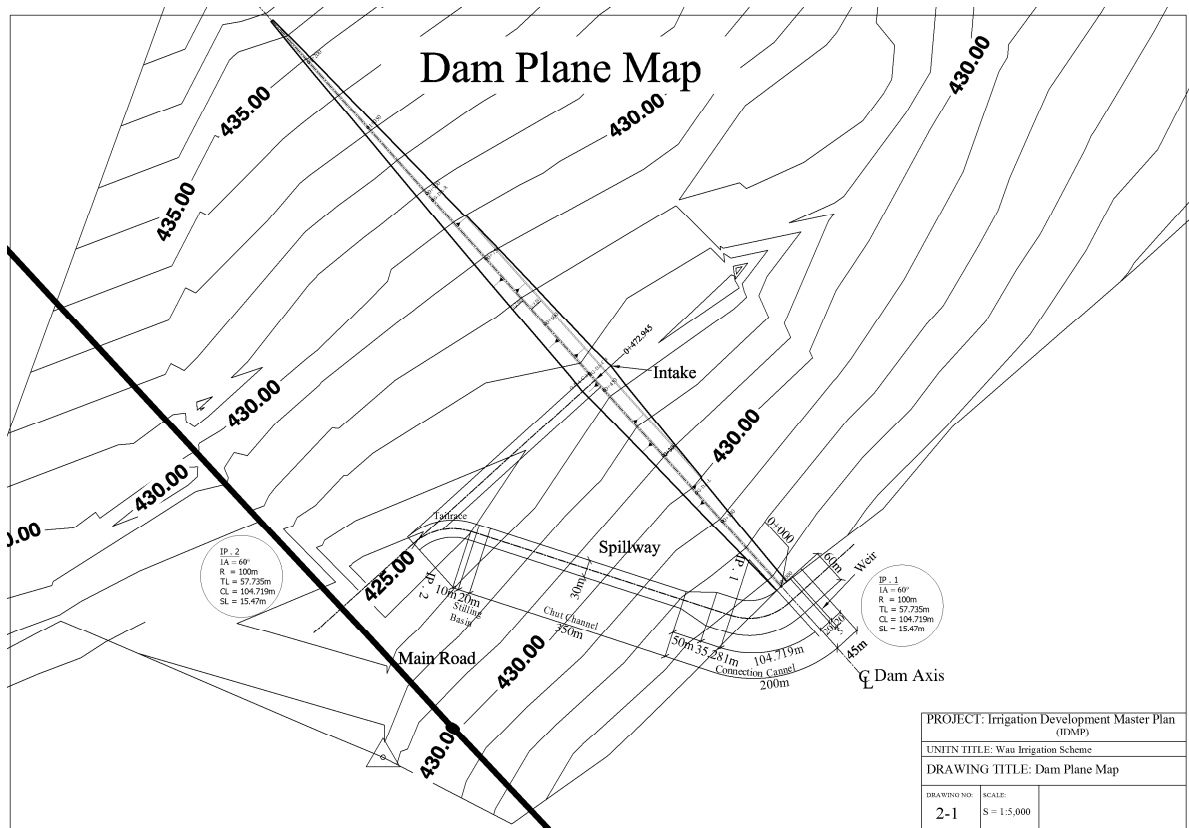 Dam Plane Map
430.00
435.00
430.00
435.00
0+472.945
Intake
430.00
430.00
430.00
Tailrace
0+000
Spillway
60m
Weir
IP . 2
IA = 60°
R = 100m
TL = 57.735m
CL = 104.719m
SL = 15.47m
425.00
IP . 2
10m 20m
Stilling
Basin
30m
IP . 1
IP . 1
IA = 60°
R = 100m
TL = 57.735m
CL = 104.719m
SL = 15.47m
Chut Channel
350m
50m 35.281m 104.719m
Connection Cannel
200m
45m
Main Road
430.00
CL Dam Axis
PROJECT: Irrigation Development Master Plan
(IDMP)
UNITN TITLE: Wau Irrigation Scheme
DRAWING TITLE: Dam Plane Map
DRAWING NO: SCALE:
2-1 S = 1:5,000